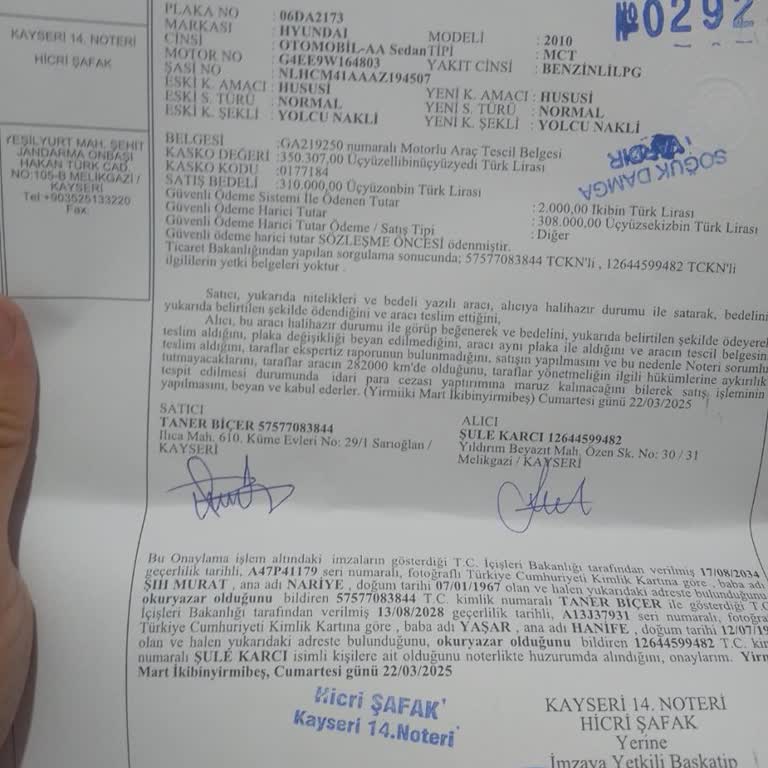 KAYSERİ 14. NOTERİ
HİCRİ ŞAFAK
YEŞİLYURT MAH. ŞEHİT
JANDARMA ONBAŞI
HAKAN TÜRK CAD.
NO:105-B MELİKGAZİ /
KAYSERİ
Tel +903525133220
Fax
№ 0292
PLAKA NO : 06DA2173
MARKASI : HYUNDAI MODELİ : 2010
CİNSİ : OTOMOBİL-AA Sedan TİPİ : MCT
MOTOR NO : G4EE9W164803 YAKIT CİNSİ : BENZİNLİLPG
ŞASİ NO : NLHCM41AAAZ194507
ESKİ K. AMACI : HUSUSİ YENİ K. AMACI : HUSUSİ
ESKİ S. TÜRÜ : NORMAL YENİ S. TÜRÜ : NORMAL
ESKİ K. ŞEKLİ : YOLCU NAKLİ YENİ K. ŞEKLİ : YOLCU NAKLİ
BELGESİ :GA219250 numaralı Motorlu Araç Tescil Belgesi
KASKO DEĞERİ :350.307,00 Üçyüzellibinüçyüzyedi Türk Lirası
KASKO KODU :0177184
SATIŞ BEDELİ :310.000,00 Üçyüzonbin Türk Lirası
SOĞUK DAMGA
VARDIR
Güvenli Ödeme Sistemi İle Ödenen Tutar : 2.000,00 İkibin Türk Lirası
Güvenli Ödeme Harici Tutar : 308.000,00 Üçyüzsekizbin Türk Lirası
Güvenli Ödeme Harici Tutar Ödeme / Satış Tipi : Diğer
Güvenli ödeme harici tutar SÖZLEŞME ÖNCESİ ödenmiştir.
Ticaret Bakanlığından yapılan sorgulama sonucunda; 57577083844 TCKN'li , 12644599482 TCKN'li
ilgililerin yetki belgeleri yoktur .
Satıcı, yukarıda nitelikleri ve bedeli yazılı aracı, alıcıya halihazır durumu ile satarak, bedelini
yukarıda belirtilen şekilde ödendiğini ve aracı teslim ettiğini,
Alıcı, bu aracı halihazır durumu ile görüp beğenerek ve bedelini, yukarıda belirtilen şekilde ödeyerek
teslim aldığını, plaka değişikliği beyan edilmediğini, aracı aynı plaka ile aldığını ve aracın tescil belgesin
teslim aldığını, taraflar ekspertiz raporunun bulunmadığını, satışın yapılmasını ve bu nedenle Noteri sorumlu
tutmayacaklarını, taraflar aracın 282000 km'de olduğunu, taraflar yönetmeliğin ilgili hükümlerine aykırılık
tespit edilmesi durumunda idari para cezası yaptırımına maruz kalınacağını bilerek satış işleminin
yapılmasını, beyan ve kabul ederler. (Yirmiiki Mart İkibinyirmibeş) Cumartesi günü 22/03/2025
SATICI
TANER BİÇER 57577083844
Ilıca Mah. 610. Küme Evleri No: 29/1 Sarıoğlan /
KAYSERİ
ALICI
ŞULE KARCI 12644599482
Yıldırım Beyazıt Mah. Özen Sk. No: 30 / 31
Melikgazi / KAYSERİ
Bu Onaylama işlem altındaki imzaların gösterdiği T.C. İçişleri Bakanlığı tarafından verilmiş 17/08/2034
geçerlilik tarihli, A47P41179 seri numaralı, fotoğraflı Türkiye Cumhuriyeti Kimlik Kartına göre , baba adı
ŞIH MURAT , ana adı NARİYE , doğum tarihi 07/01/1967 olan ve halen yukarıdaki adreste bulunduğunu
okuryazar olduğunu bildiren 57577083844 T.C. kimlik numaralı TANER BİÇER ile gösterdiği T.C
İçişleri Bakanlığı tarafından verilmiş 13/08/2028 geçerlilik tarihli, A13J37931 seri numaralı, fotoğra
Türkiye Cumhuriyeti Kimlik Kartına göre , baba adı YAŞAR , ana adı HANİFE , doğum tarihi 12/07/19
olan ve halen yukarıdaki adreste bulunduğunu, okuryazar olduğunu bildiren 12644599482 T.C. kim
numaralı ŞULE KARCI isimli kişilere ait olduğunu noterlikte huzurumda alındığını, onaylarım. Yirm
Mart İkibinyirmibeş, Cumartesi günü 22/03/2025
Hicri ŞAFAK
Kayseri 14.Noteri
KAYSERİ 14. NOTERİ
HİCRİ ŞAFAK
Yerine
İmzaya Yetkili Başkatip